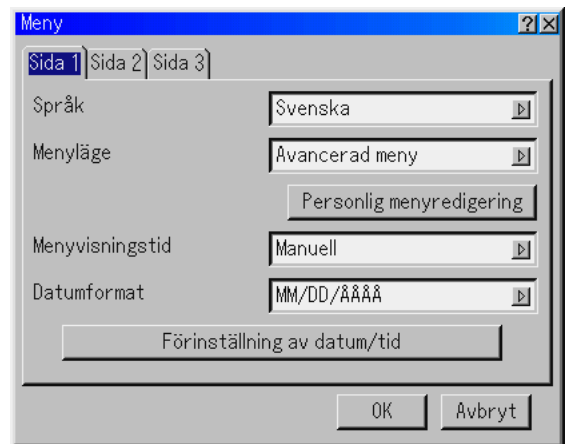 Meny
Sida 1 Sida 2 Sida 3
Språk Svenska
Menyläge Avancerad meny
Personlig menyredigering
Menyvisningstid Manuell
Datumformat MM/DD/ÅÅÅÅ
Förinställning av datum/tid
OK Avbryt